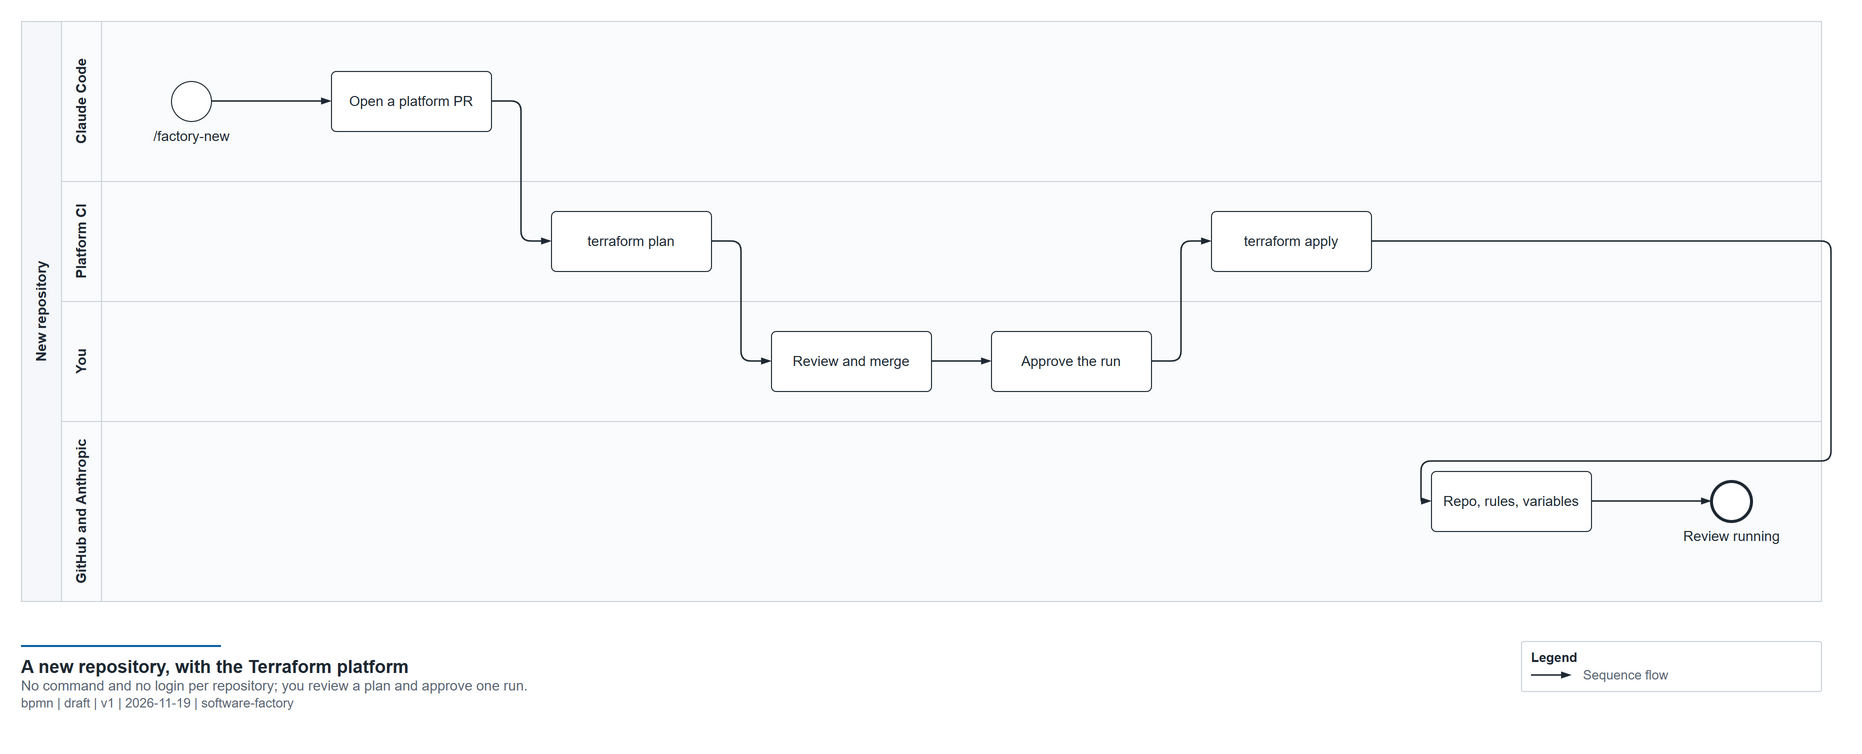 New repository
Claude Code
/factory-new
Open a platform PR
Platform CI
terraform plan
terraform apply
You
Review and merge
Approve the run
GitHub and Anthropic
Repo, rules, variables
Review running
A new repository, with the Terraform platform
No command and no login per repository; you review a plan and approve one run.
bpmn | draft | v1 | 2026-11-19 | software-factory
Legend
Sequence flow